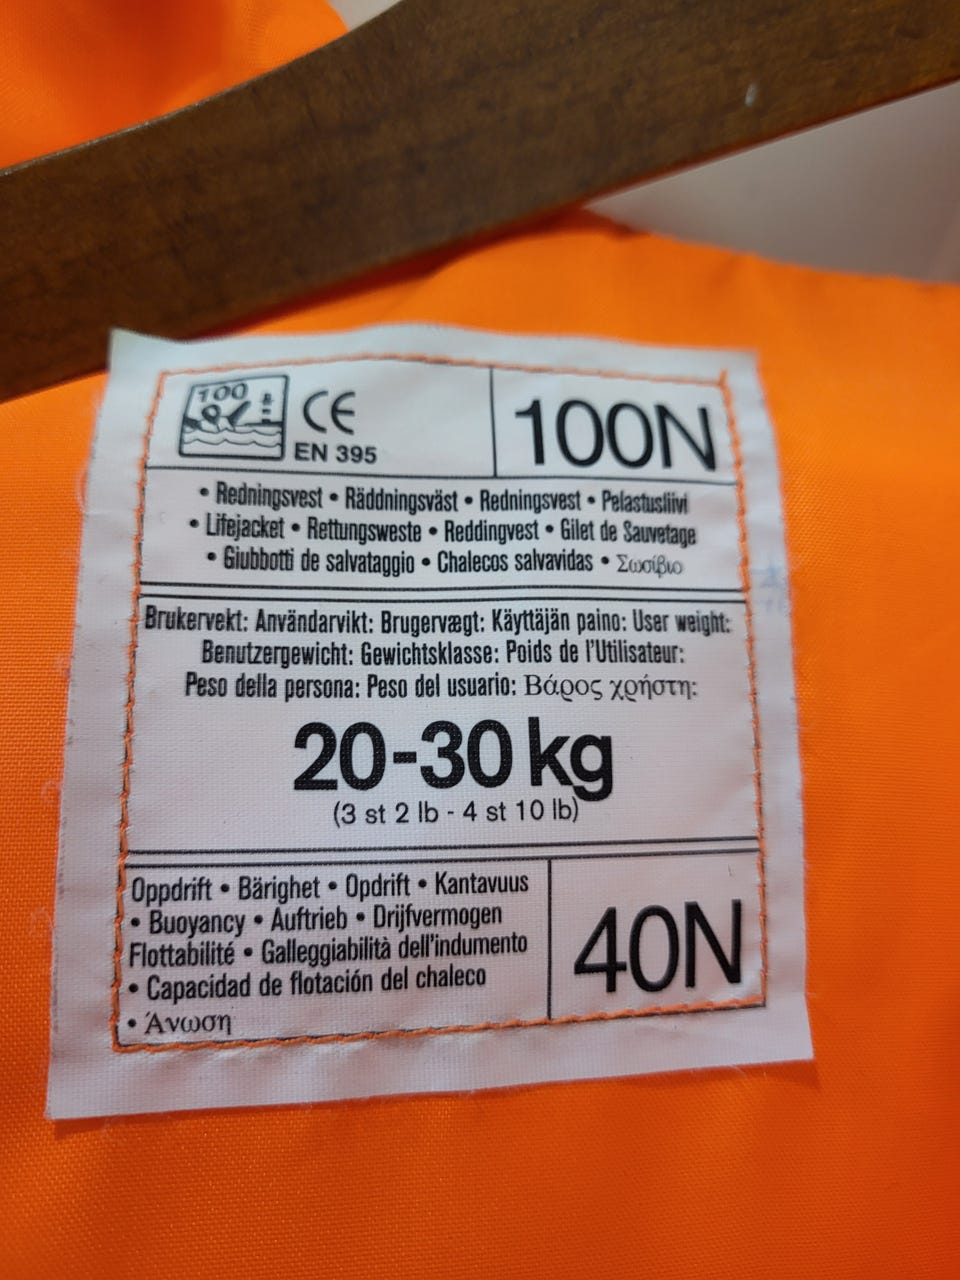 100
CE
EN 395
100N
• Redningsvest • Räddningsväst • Redningsvest • Pelastusliivi
• Lifejacket • Rettungsweste • Reddingvest • Gilet de Sauvetage
• Giubbotti de salvataggio • Chalecos salvavidas • Σωσίβιο
Brukervekt: Användarvikt: Brugervægt: Käyttäjän paino: User weight:
Benutzergewicht: Gewichtsklasse: Poids de l'Utilisateur:
Peso della persona: Peso del usuario: Βάρος χρήστη:
20-30 kg
(3 st 2 lb - 4 st 10 lb)
Oppdrift • Bärighet • Opdrift • Kantavuus
• Buoyancy • Auftrieb • Drijfvermogen
Flottabilité • Galleggiabilità dell'indumento
• Capacidad de flotación del chaleco
• Άνωση
40N